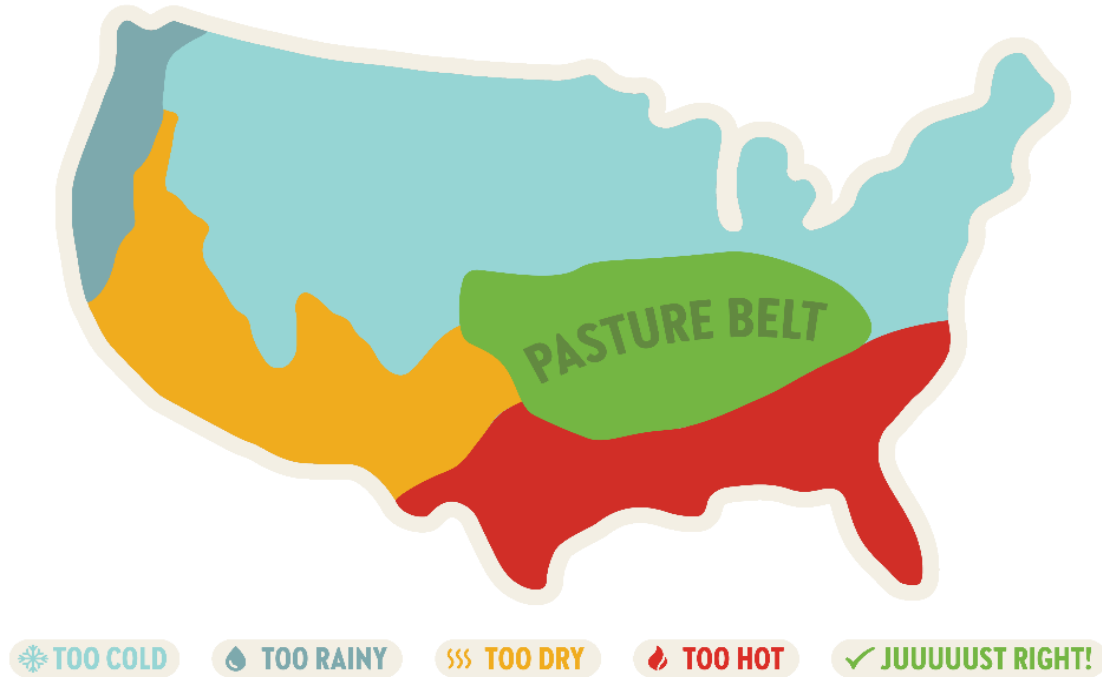 PASTURE BELT
TOO COLD
TOO RAINY
TOO DRY
TOO HOT
JUUUUUST RIGHT!